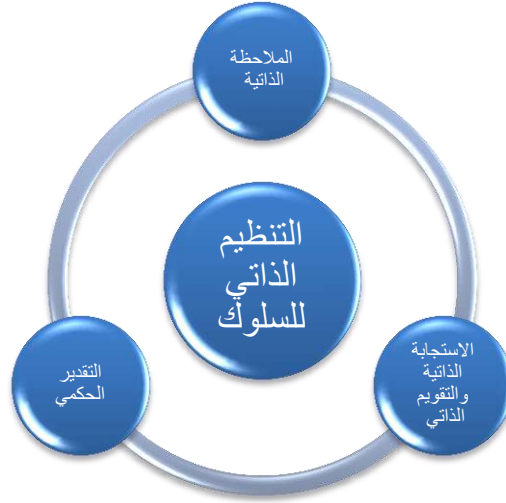 الملاحظة
الذاتية
التنظيم
الذاتي
للسلوك
الاستجابة
الذاتية
والتقويم
الذاتي
التقدير
الحكمي